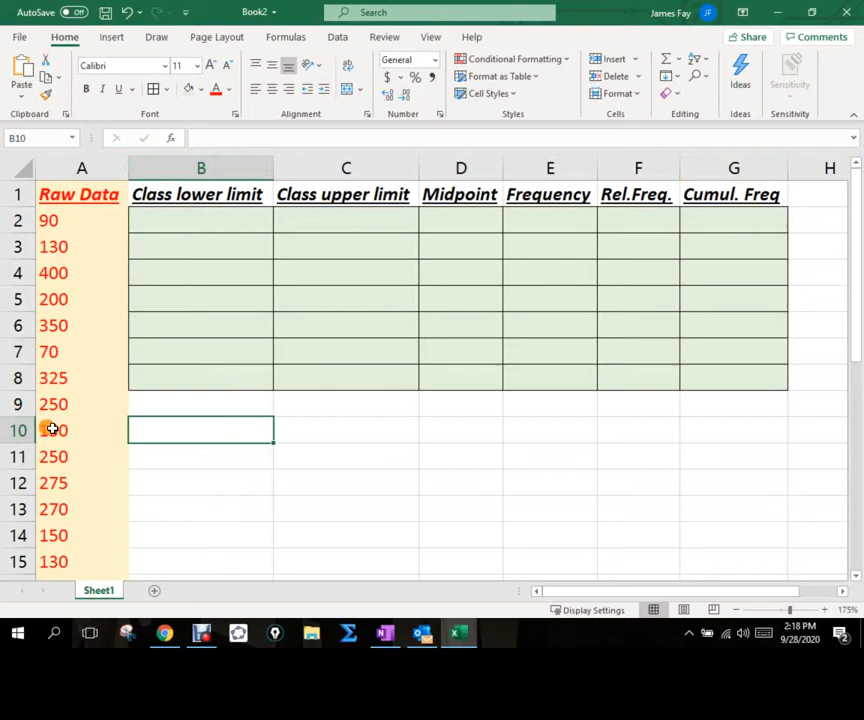 AutoSave Off Book2 Search James Fay JF
File Home Insert Draw Page Layout Formulas Data Review View Help Share Comments
Calibri 11 A A ab General Conditional Formatting Insert Σ
Paste B I U A $ % 9 Format as Table Delete Ideas Sensitivity
Cell Styles Format
Clipboard Font Alignment Number Styles Cells Editing Ideas Sensitivity
B10 fx
A B C D E F G H
1 Raw Data Class lower limit Class upper limit Midpoint Frequency Rel.Freq. Cumul. Freq
2 90
3 130
4 400
5 200
6 350
7 70
8 325
9 250
10
11 250
12 275
13 270
14 150
15 130
Sheet1
Display Settings 175%
2:18 PM
9/28/2020 2